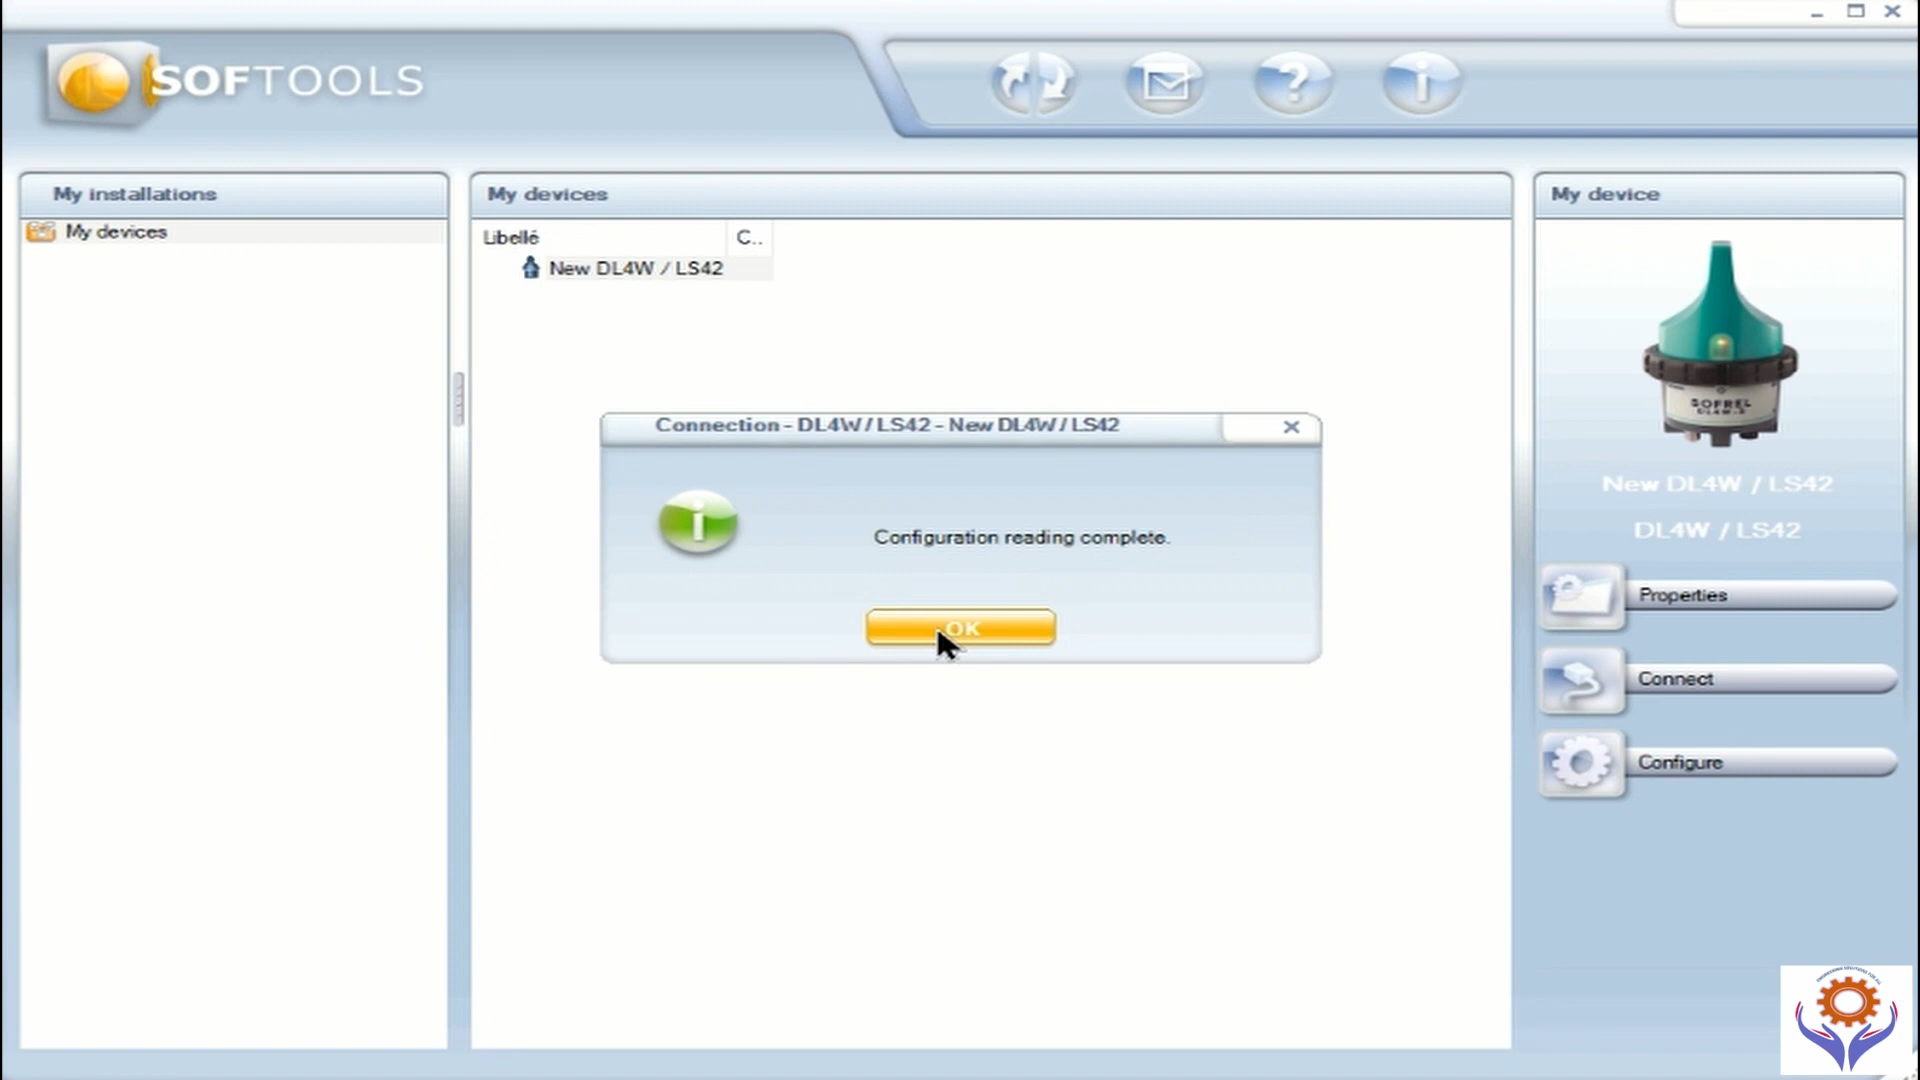 SOFTOOLS
My installations
My devices
My devices
Libellé
C..
New DL4W / LS42
Connection - DL4W / LS42 - New DL4W / LS42
Configuration reading complete.
OK
My device
SOFREL
New DL4W / LS42
DL4W / LS42
Properties
Connect
Configure